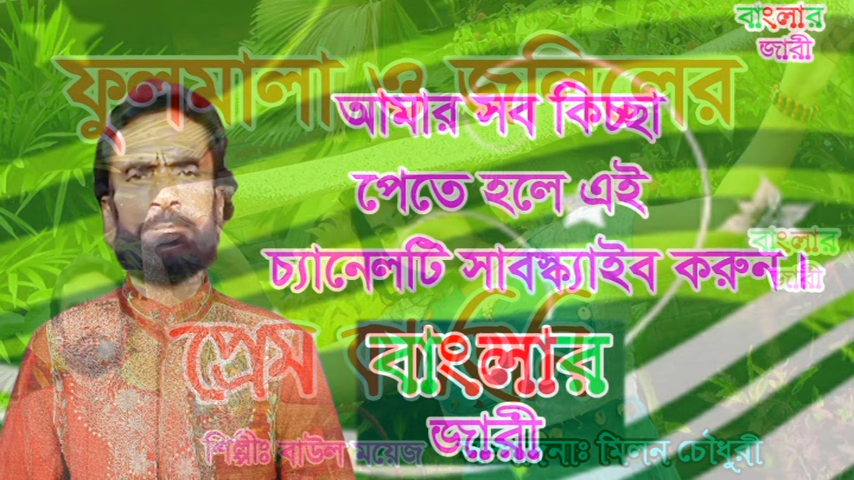 বাংলার
জারী
ফুলমালা ও জলিলের
আমার সব কিচ্ছা
পেতে হলে এই
চ্যানেলটি সাবস্ক্যাইব করুন।
বাংলার
জারী
প্রেম
বাংলার
জারী
শিল্পীঃ বাউল ময়েজ
মিলন চৌধুরী